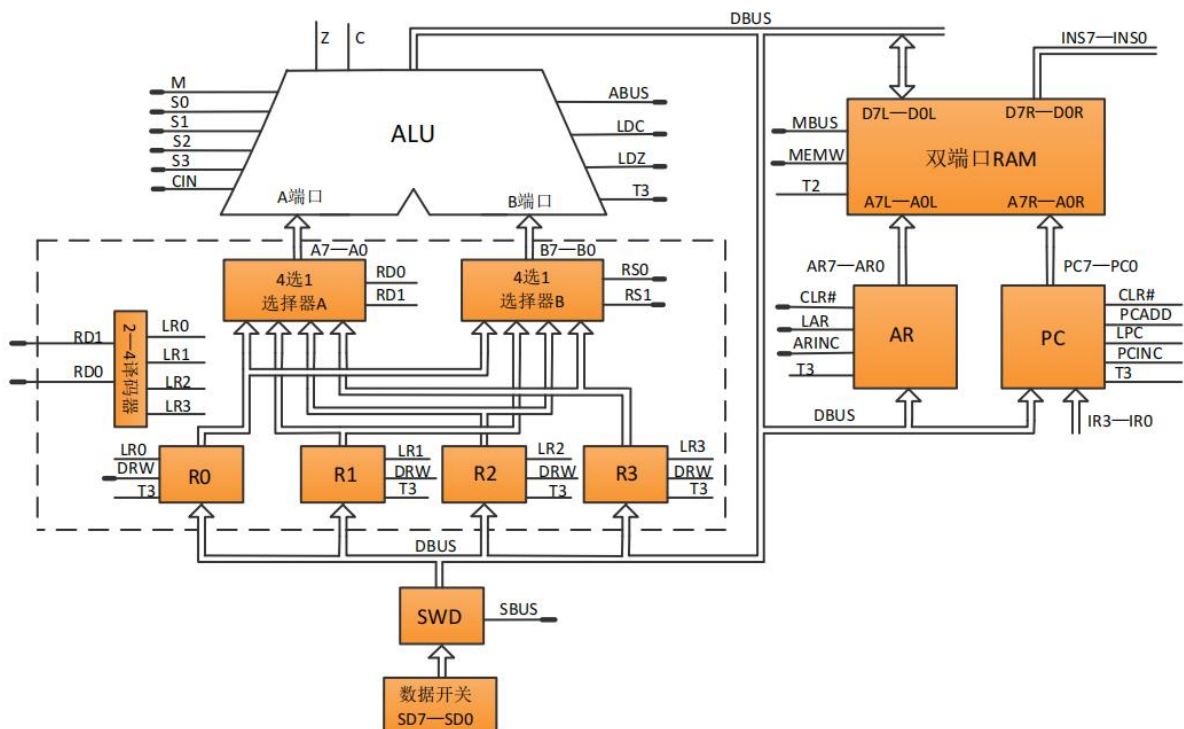 DBUS
Z
C
INS7—INS0
M
S0
S1
S2
S3
CIN
ALU
ABUS
LDC
LDZ
T3
A端口
B端口
MBUS
MEMW
T2
D7L—D0L
D7R—D0R
双端口RAM
A7L—A0L
A7R—A0R
A7—A0
B7—B0
4选1
选择器A
RD0
RD1
4选1
选择器B
RS0
RS1
AR7—AR0
PC7—PC0
CLR#
LAR
ARINC
T3
AR
PC
CLR#
PCADD
LPC
PCINC
T3
RD1
RD0
2—4译码器
LR0
LR1
LR2
LR3
DBUS
IR3—IR0
LR0
DRW
T3
R0
R1
LR1
DRW
T3
R2
LR2
DRW
T3
R3
LR3
DRW
T3
DBUS
SWD
SBUS
数据开关
SD7—SD0